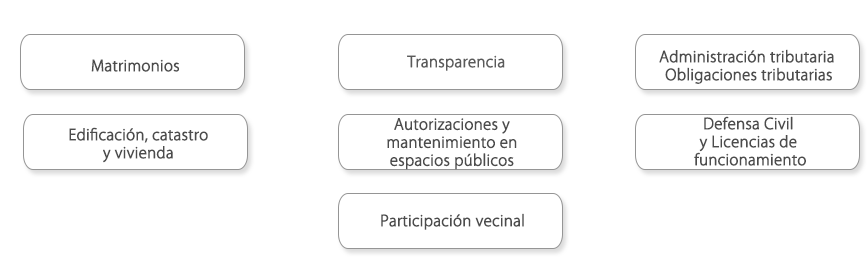 Matrimonios
Transparencia
Administración tributaria
Obligaciones tributarias
Edificación, catastro
y vivienda
Autorizaciones y
mantenimiento en
espacios públicos
Defensa Civil
y Licencias de
funcionamiento
Participación vecinal